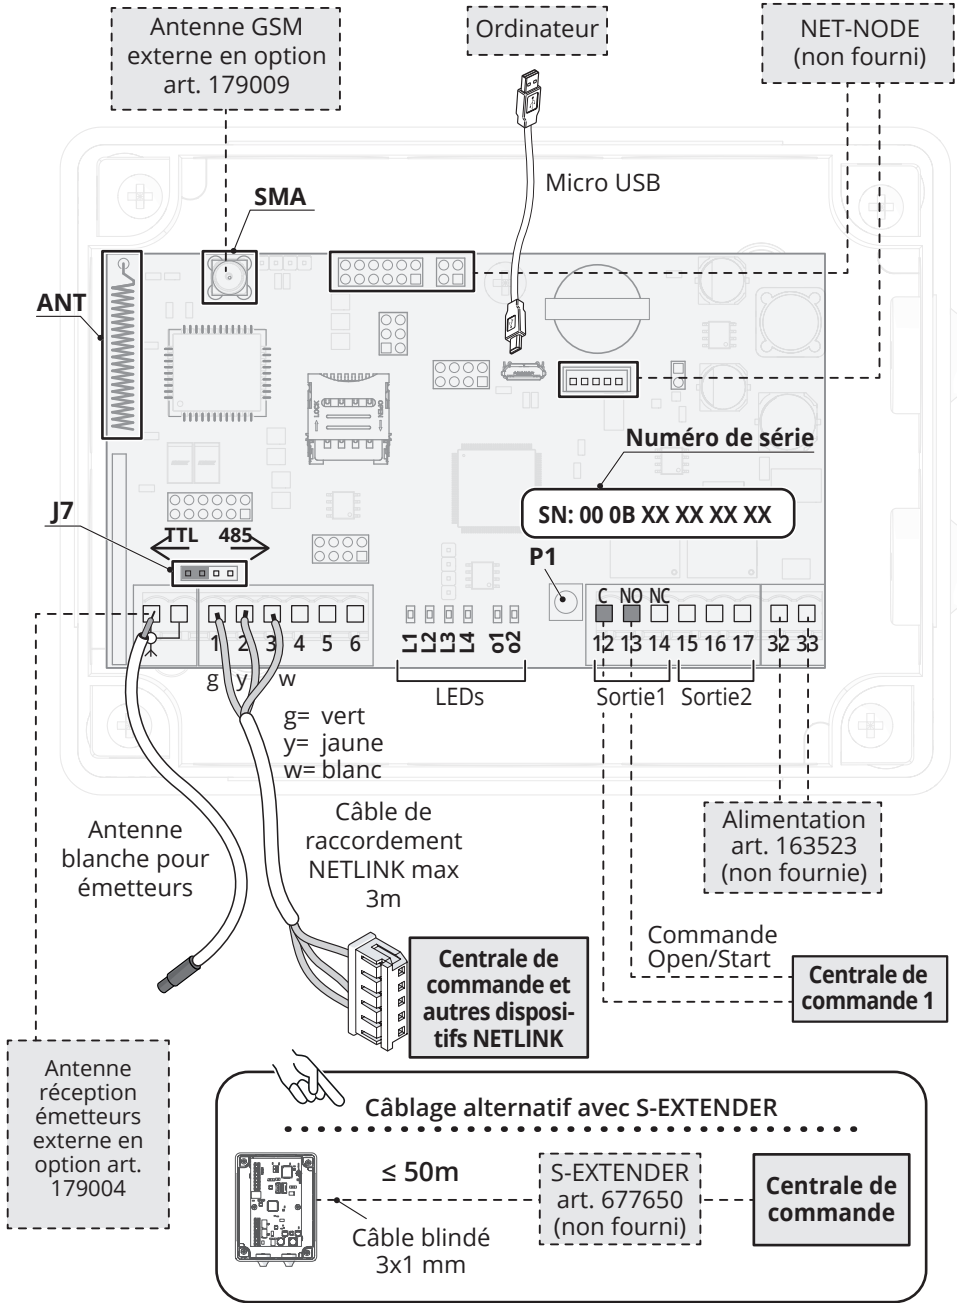 Antenne GSM
externe en option
art. 179009
Ordinateur
NET-NODE
(non fourni)
Micro USB
SMA
ANT
LOCK
OPEN
Numéro de série
SN: 00 0B XX XX XX XX
J7
TTL 485
P1
C NO NC
1 2 3 4 5 6
L1
L2
L3
L4
o1
o2
12 13 14 15 16 17 32 33
g y w
LEDs
Sortie1 Sortie2
g= vert
y= jaune
w= blanc
Câble de
raccordement
NETLINK max
3m
Antenne
blanche pour
émetteurs
Alimentation
art. 163523
(non fournie)
Commande
Open/Start
Centrale de
commande 1
Centrale de
commande et
autres disposi-
tifs NETLINK
Antenne
réception
émetteurs
externe en
option art.
179004
Câblage alternatif avec S-EXTENDER
≤ 50m
Câble blindé
3x1 mm
S-EXTENDER
art. 677650
(non fourni)
Centrale de
commande